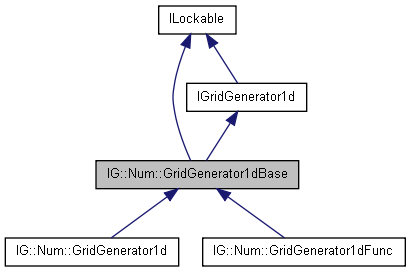 ILockable
IGridGenerator1d
IG::Num::GridGenerator1dBase
IG::Num::GridGenerator1d
IG::Num::GridGenerator1dFunc